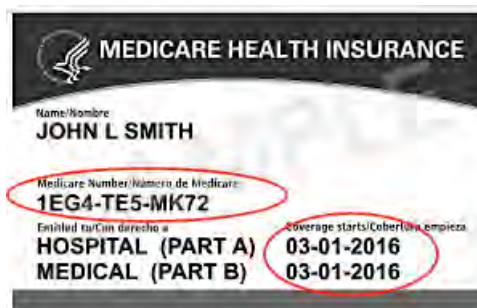 MEDICARE HEALTH INSURANCE
Name/Nombre
JOHN L SMITH
Medicare Number/Número de Medicare
1EG4-TE5-MK72
Entitled to/Con derecho a
Coverage starts/Cobertura empieza
HOSPITAL (PART A) 03-01-2016
MEDICAL (PART B) 03-01-2016